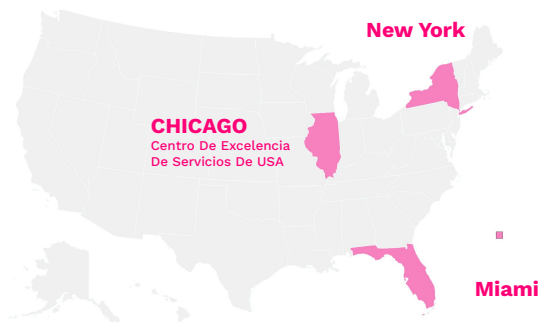 New York
CHICAGO
Centro De Excelencia
De Servicios De USA
Miami